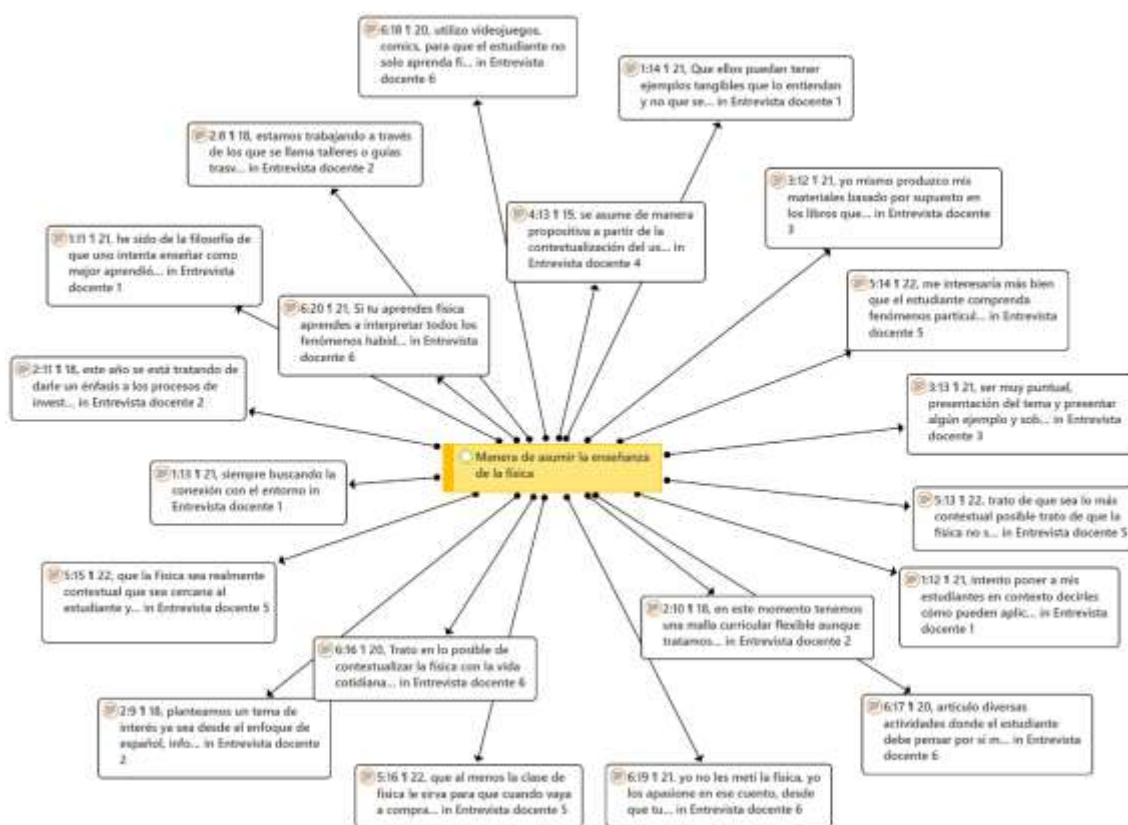 6:18 ¶ 20, utilizo videojuegos,
comics, para que el estudiante no
solo aprenda fi... in Entrevista
docente 6
1:14 ¶ 21, Que ellos puedan tener
ejemplos tangibles que lo entiendan
y no que se... in Entrevista docente 1
2:8 ¶ 18, estamos trabajando a través
de los que se llama talleres o guías
trasv... in Entrevista docente 2
3:12 ¶ 21, yo mismo produzco mis
materiales basado por supuesto en
los libros que... in Entrevista docente
3
4:13 ¶ 15, se asume de manera
propositiva a partir de la
contextualización del us... in
Entrevista docente 4
1:11 ¶ 21, he sido de la filosofía de
que uno intenta enseñar como
mejor aprendió... in Entrevista
docente 1
5:14 ¶ 22, me interesaría más bien
que el estudiante comprenda
fenómenos particul... in Entrevista
docente 5
6:20 ¶ 21, Si tu aprendes física
aprendes a interpretar todos los
fenómenos habid... in Entrevista
docente 6
2:11 ¶ 18, este año se está tratando de
darle un énfasis a los procesos de
invest... in Entrevista docente 2
3:13 ¶ 21, ser muy puntual,
presentación del tema y presentar
algún ejemplo y sob... in Entrevista
docente 3
Manera de asumir la enseñanza
de la física
1:13 ¶ 21, siempre buscando la
conexión con el entorno in
Entrevista docente 1
5:13 ¶ 22, trato de que sea lo más
contextual posible trato de que la
física no s... in Entrevista docente 5
5:15 ¶ 22, que la Física sea realmente
contextual que sea cercana al
estudiante y... in Entrevista docente 5
1:12 ¶ 21, intento poner a mis
estudiantes en contexto decirles
cómo pueden aplic... in Entrevista
docente 1
2:10 ¶ 18, en este momento tenemos
una malla curricular flexible aunque
tratamos... in Entrevista docente 2
6:16 ¶ 20, Trato en lo posible de
contextualizar la física con la vida
cotidiana... in Entrevista docente 6
2:9 ¶ 18, planteamos un tema de
interés ya sea desde el enfoque de
español, info... in Entrevista docente
2
6:17 ¶ 20, articulo diversas
actividades donde el estudiante
debe pensar por sí m... in Entrevista
docente 6
5:16 ¶ 22, que al menos la clase de
física le sirva para que cuando vaya
a compra... in Entrevista docente 5
6:19 ¶ 21, yo no les metí la física, yo
los apasione en ese cuento, desde
que tu... in Entrevista docente 6